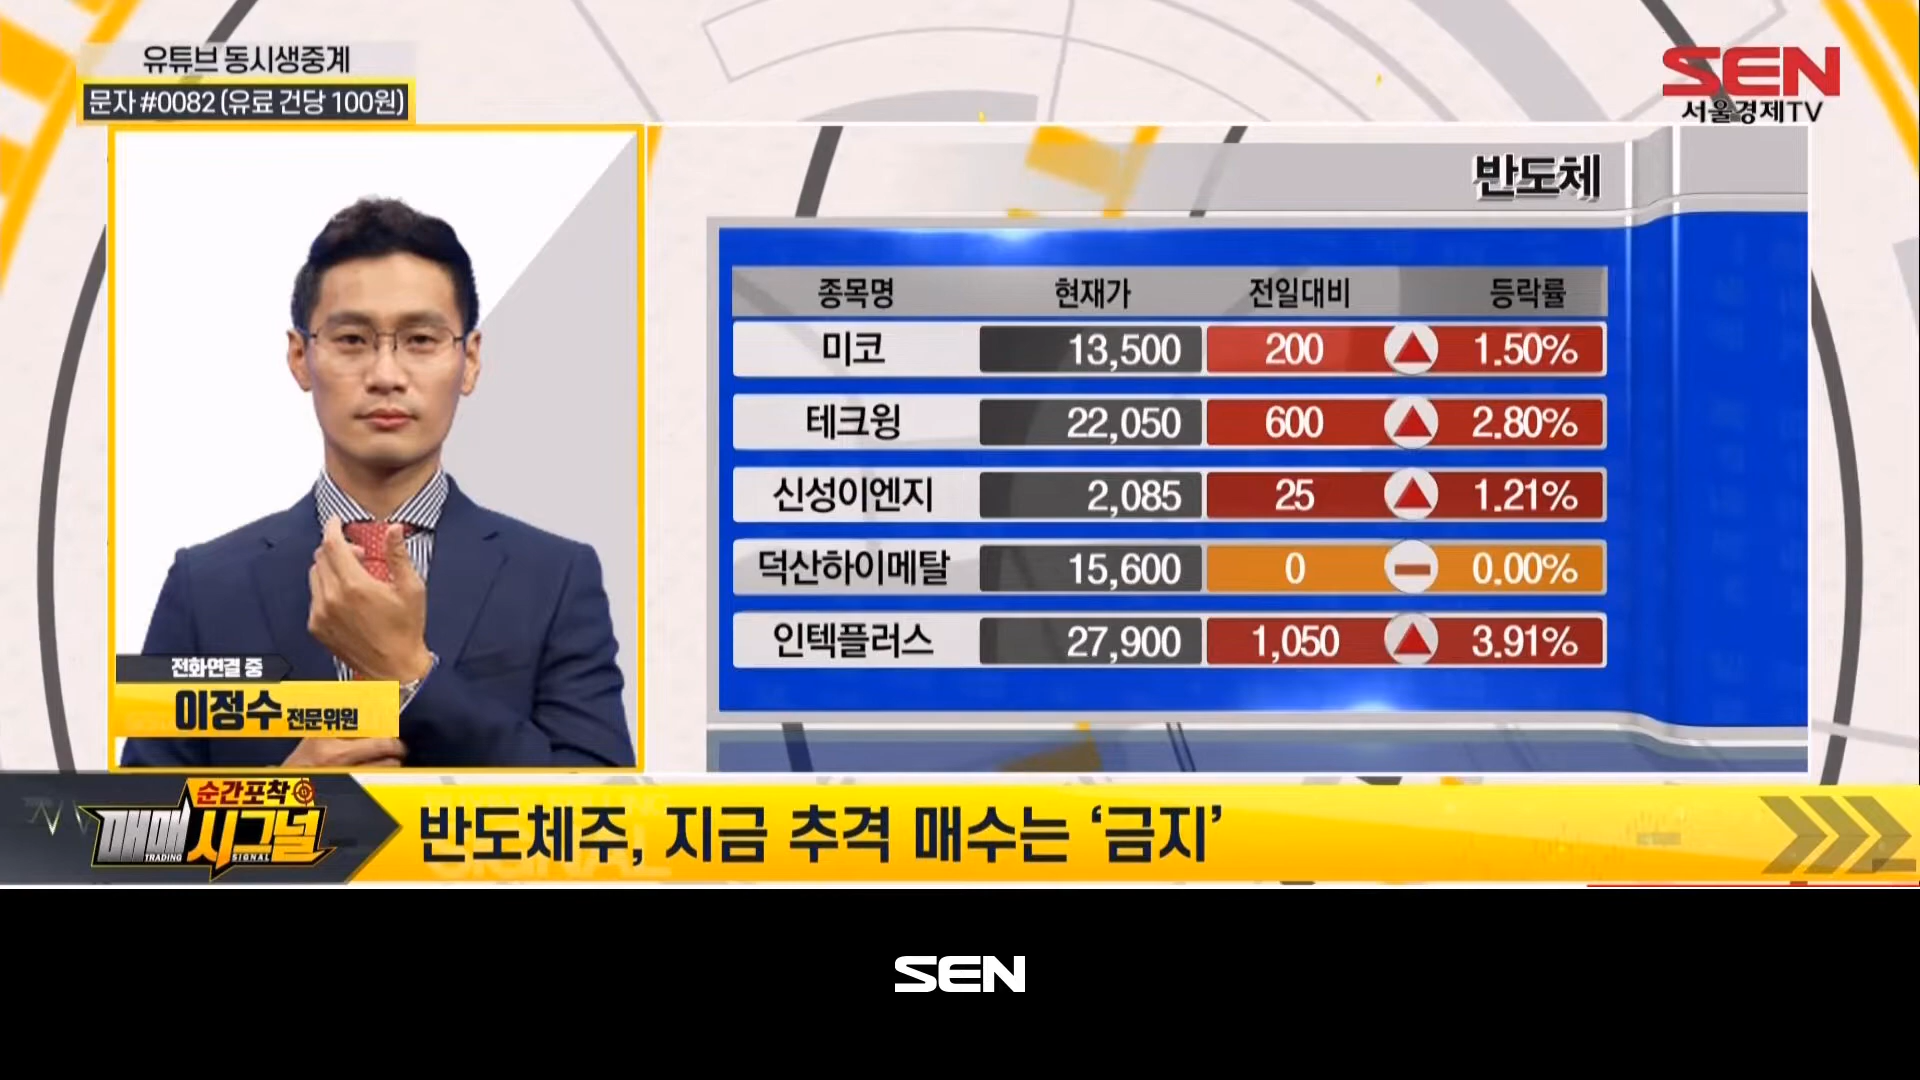 유튜브 동시생중계
문자 #0082 (유료 건당 100원)
SEN
서울경제TV
반도체
종목명 현재가 전일대비 등락률
미코 13,500 200 1.50%
테크윙 22,050 600 2.80%
신성이엔지 2,085 25 1.21%
덕산하이메탈 15,600 0 0.00%
인텍플러스 27,900 1,050 3.91%
전화연결 중
이정수 전문위원
순간포착
매매 시그널
TRADING SIGNAL
반도체주, 지금 추격 매수는 ‘금지’
SEN